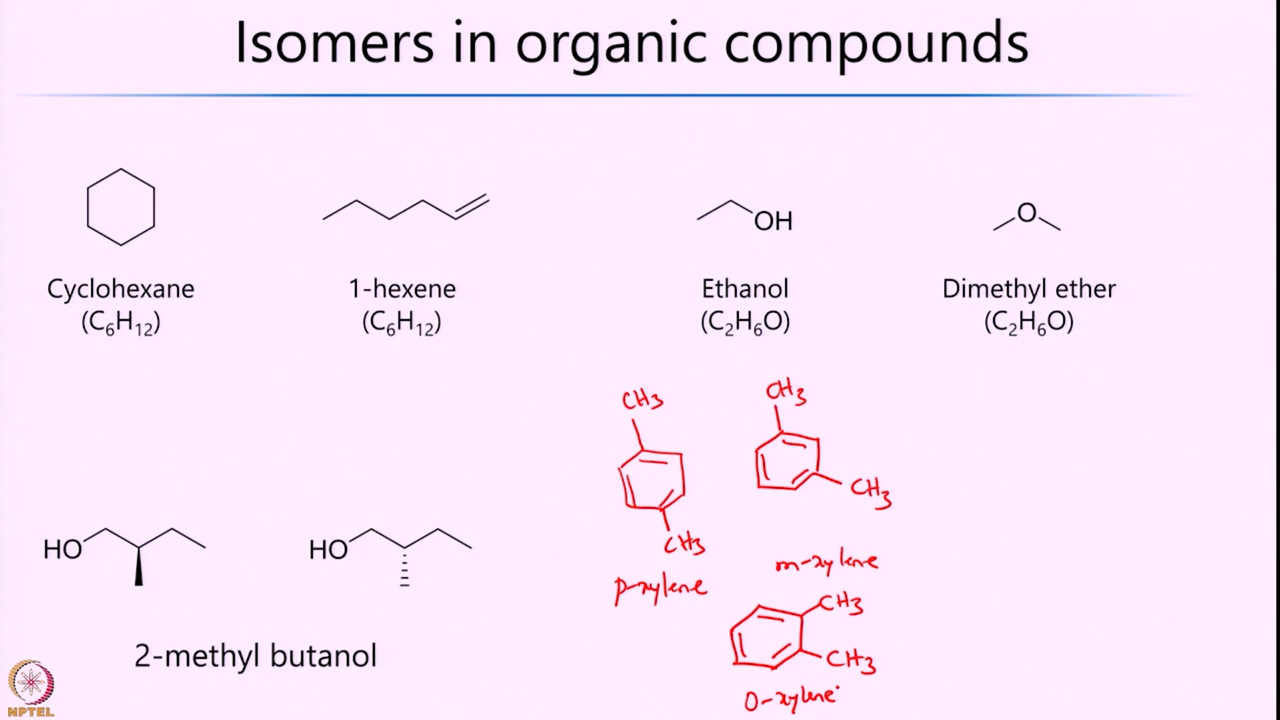 Isomers in organic compounds
OH
O
Cyclohexane
1-hexene
Ethanol
Dimethyl ether
(C₆H₁₂)
(C₆H₁₂)
(C₂H₆O)
(C₂H₆O)
CH₃
CH₃
CH₃
HO
HO
CH₃
m-xylene
p-xylene
CH₃
2-methyl butanol
CH₃
O-xylene
NPTEL